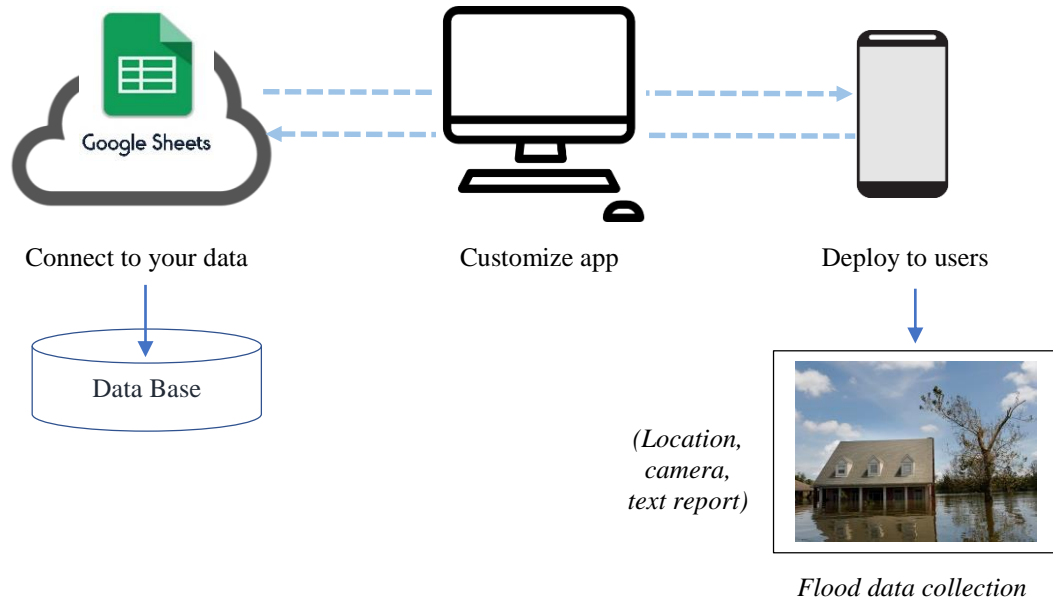 Google Sheets
Connect to your data
Customize app
Deploy to users
Data Base
(Location,
camera,
text report)
Flood data collection